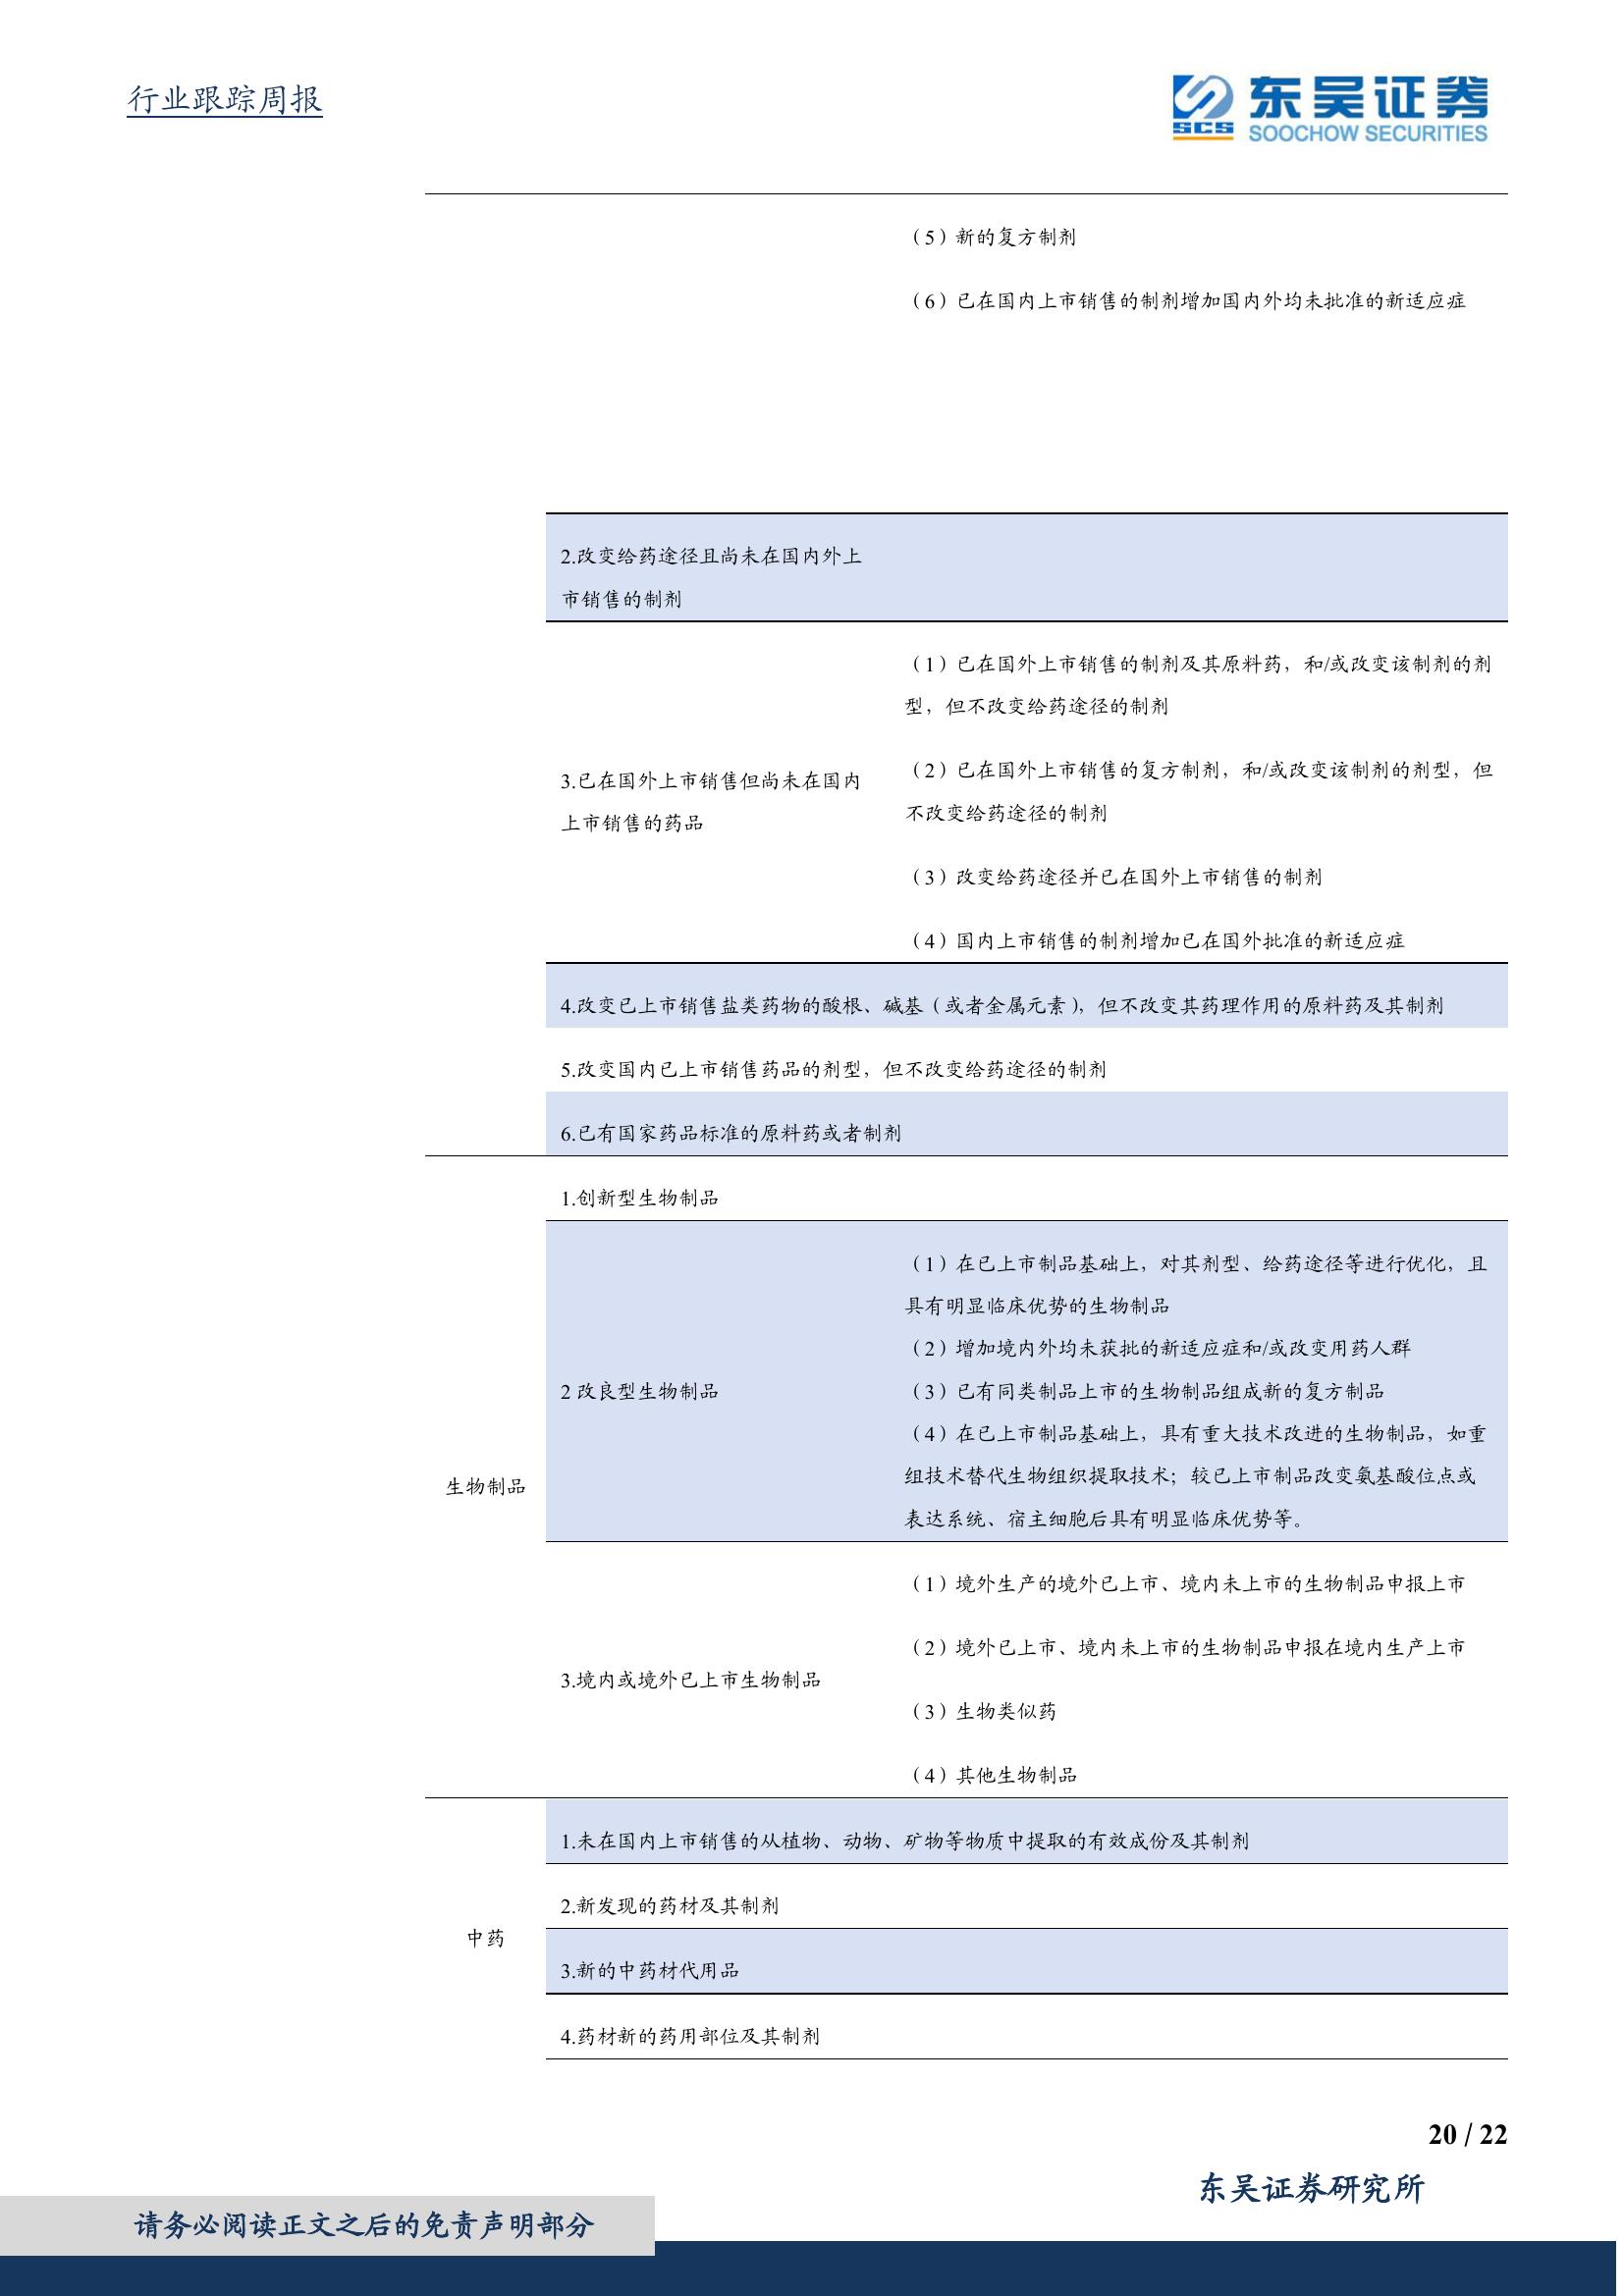 行业跟踪周报
SCS
东吴证券
SOOCHOW SECURITIES
（5）新的复方制剂
（6）已在国内上市销售的制剂增加国内外均未批准的新适应症
2.改变给药途径且尚未在国内外上
市销售的制剂
3.已在国外上市销售但尚未在国内
上市销售的药品
（1）已在国外上市销售的制剂及其原料药，和/或改变该制剂的剂
型，但不改变给药途径的制剂
（2）已在国外上市销售的复方制剂，和/或改变该制剂的剂型，但
不改变给药途径的制剂
（3）改变给药途径并已在国外上市销售的制剂
（4）国内上市销售的制剂增加已在国外批准的新适应症
4.改变已上市销售盐类药物的酸根、碱基（或者金属元素），但不改变其药理作用的原料药及其制剂
5.改变国内已上市销售药品的剂型，但不改变给药途径的制剂
6.已有国家药品标准的原料药或者制剂
生物制品
1.创新型生物制品
2 改良型生物制品
（1）在已上市制品基础上，对其剂型、给药途径等进行优化，且
具有明显临床优势的生物制品
（2）增加境内外均未获批的新适应症和/或改变用药人群
（3）已有同类制品上市的生物制品组成新的复方制品
（4）在已上市制品基础上，具有重大技术改进的生物制品，如重
组技术替代生物组织提取技术；较已上市制品改变氨基酸位点或
表达系统、宿主细胞后具有明显临床优势等。
3.境内或境外已上市生物制品
（1）境外生产的境外已上市、境内未上市的生物制品申报上市
（2）境外已上市、境内未上市的生物制品申报在境内生产上市
（3）生物类似药
（4）其他生物制品
中药
1.未在国内上市销售的从植物、动物、矿物等物质中提取的有效成份及其制剂
2.新发现的药材及其制剂
3.新的中药材代用品
4.药材新的药用部位及其制剂
20 / 22
东吴证券研究所
请务必阅读正文之后的免责声明部分